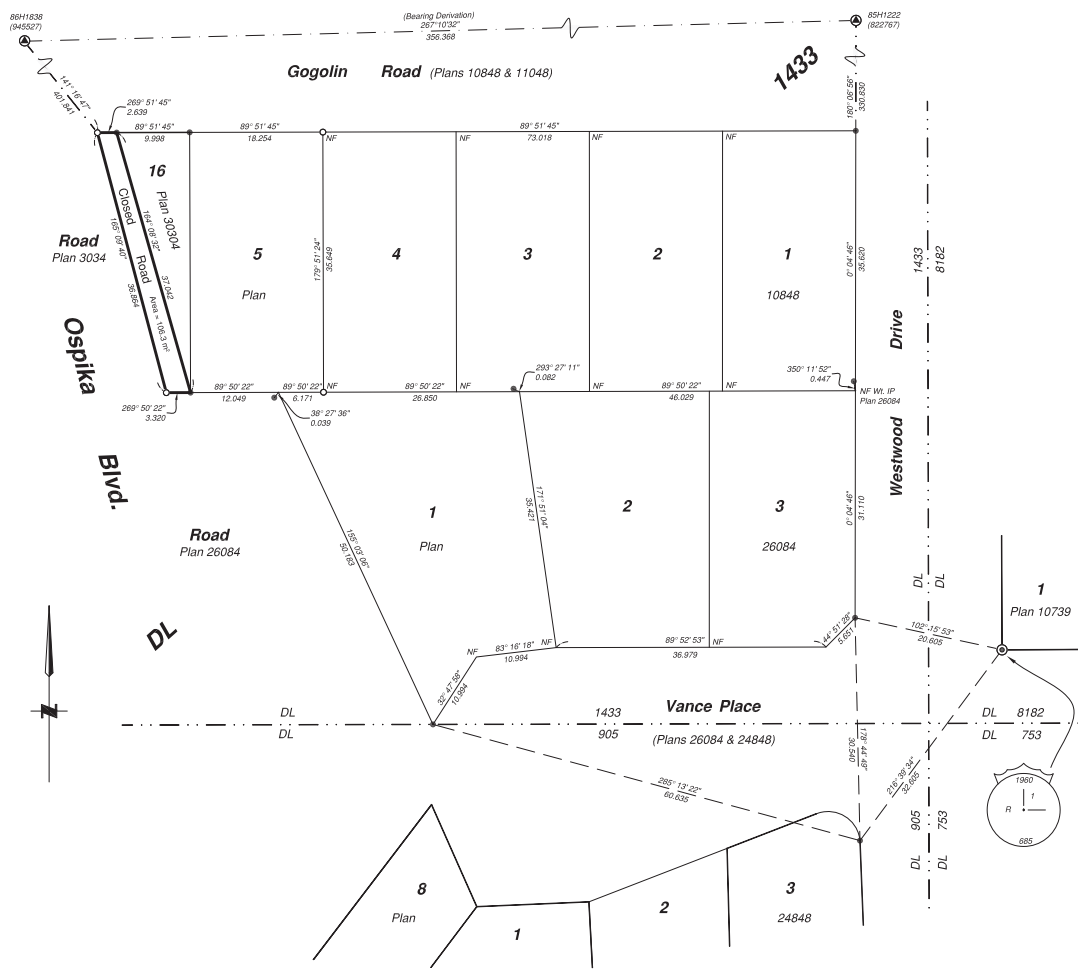 86H1838
(945527)
(Bearing Derivation)
267°10'32"
356.368
85H1222
(822767)
Gogolin Road (Plans 10848 & 11048)
1433
141° 16' 47"
401.841
180° 06' 56"
330.830
269° 51' 45"
2.639
89° 51' 45"
9.998
89° 51' 45"
18.254
89° 51' 45"
73.018
NF
NF
NF
NF
16
Plan 30304
Closed Road
Area = 106.3 m²
164° 08' 32"
37.042
165° 09' 40"
36.864
Road
Plan 3034
5
Plan
179° 51' 24"
35.649
4
3
2
1
10848
0° 04' 46"
35.620
1433
8182
Ospika
Blvd.
Westwood Drive
269° 50' 22"
3.320
89° 50' 22"
12.049
89° 50' 22"
6.171
38° 27' 36"
0.039
NF
NF
NF
NF
89° 50' 22"
26.850
293° 27' 11"
0.082
89° 50' 22"
46.029
350° 11' 52"
0.447
NF Wt. IP
Plan 26084
Road
Plan 26084
155° 03' 06"
50.183
1
Plan
171° 51' 04"
35.421
2
3
26084
0° 04' 46"
31.110
DL
DL
DL
1
Plan 10739
102° 15' 53"
20.605
44° 51' 28"
5.651
NF
83° 16' 18"
10.994
NF
89° 52' 53"
36.979
32° 47' 58"
10.994
Vance Place
(Plans 26084 & 24848)
DL
DL
1433
905
DL 8182
DL 753
178° 44' 49"
30.540
216° 39' 34"
32.605
285° 13' 22"
60.635
1960
1
R
685
905
753
DL
DL
8
Plan
1
2
3
24848
N